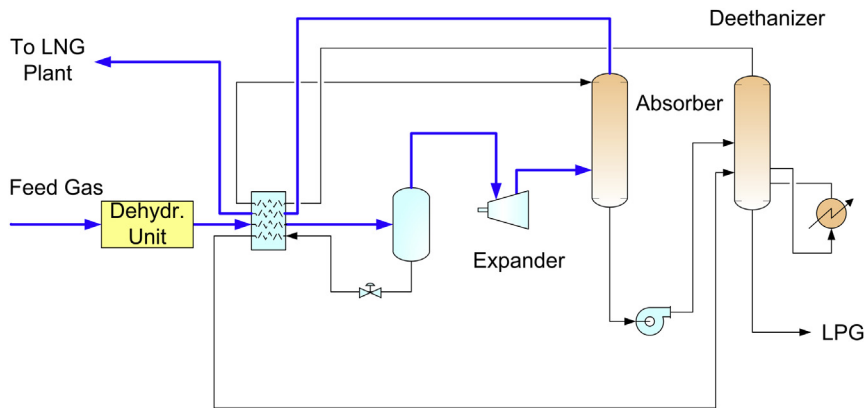 Deethanizer
To LNG
Plant
Absorber
Feed Gas
Dehydr.
Unit
Expander
LPG